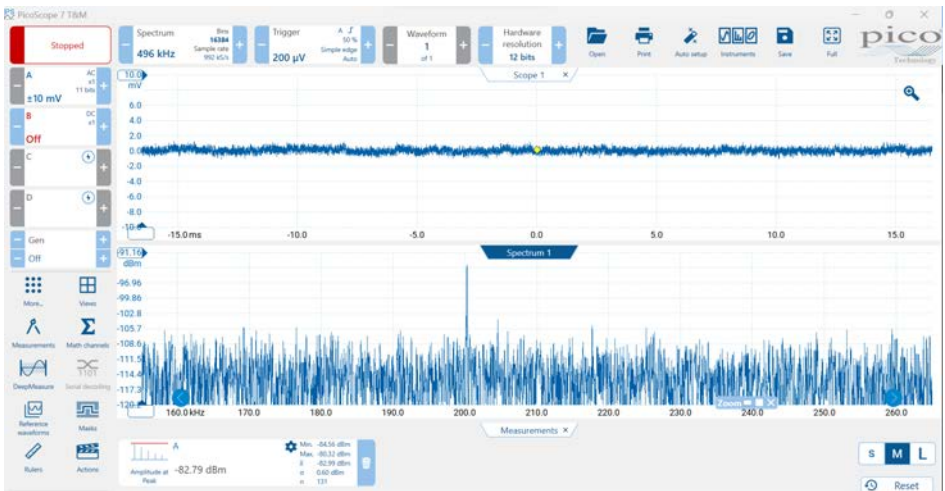 PicoScope 7 T&M
Stopped
Spectrum
496 kHz
Bins
16384
Sample rate
992 kS/s
Trigger
200 µV
A
50 %
Simple edge
Auto
Waveform
1
of 1
Hardware
resolution
12 bits
Open
Print
Auto setup
Instruments
Save
Full
pico
Technology
A
AC
x1
11 bits
±10 mV
B
DC
x1
Off
C
D
Gen
Off
More...
Views
Measurements
Math channels
DeepMeasure
Serial decoding
Reference
waveforms
Masks
Rulers
Actions
Scope 1 ×
10.0
mV
6.0
4.0
2.0
0.0
-2.0
-4.0
-6.0
-8.0
-10.0
-15.0 ms -10.0 -5.0 0.0 5.0 10.0 15.0
Spectrum 1
-91.16
dBm
-96.96
-99.86
-102.8
-105.7
-108.6
-111.5
-114.4
-117.3
-120.2
160.0 kHz 170.0 180.0 190.0 200.0 210.0 220.0 230.0 240.0 250.0 260.0
Zoom
Measurements ×
A
Amplitude at
Peak
-82.79 dBm
Min. -84.56 dBm
Max. -80.32 dBm
x̄ -82.99 dBm
σ 0.60 dBm
n 131
S M L
Reset